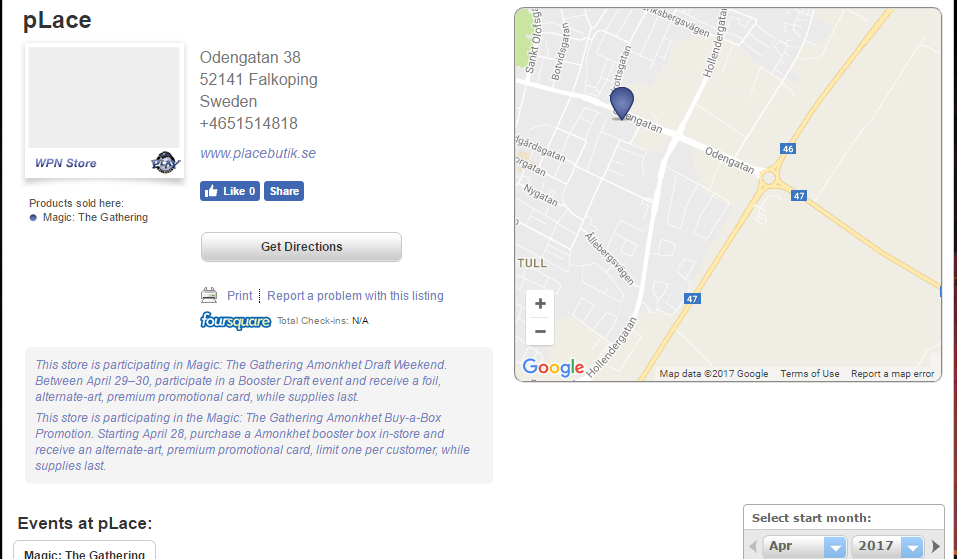 pLace
Odengatan 38
52141 Falkoping
Sweden
+4651514818
www.placebutik.se
WPN Store
PLAY
Like 0
Share
Products sold here:
Magic: The Gathering
Get Directions
Print
Report a problem with this listing
foursquare
Total Check-ins: N/A
This store is participating in Magic: The Gathering Amonkhet Draft Weekend.
Between April 29–30, participate in a Booster Draft event and receive a foil,
alternate-art, premium promotional card, while supplies last.
This store is participating in the Magic: The Gathering Amonkhet Buy-a-Box
Promotion. Starting April 28, purchase a Amonkhet booster box in-store and
receive an alternate-art, premium promotional card, limit one per customer, while
supplies last.
Sankt Olofsg
Botvidsgatan
ottsgatan
ksbergsvägen
Hollendergatan
Odengatan
Odengatan
46
47
dgårdsgatan
organtan
Nygatan
Ållebergsvägen
TULL
47
Hollendergatan
+
−
Google
Map data ©2017 Google
Terms of Use
Report a map error
Events at pLace:
Magic: The Gathering
Select start month:
Apr
2017